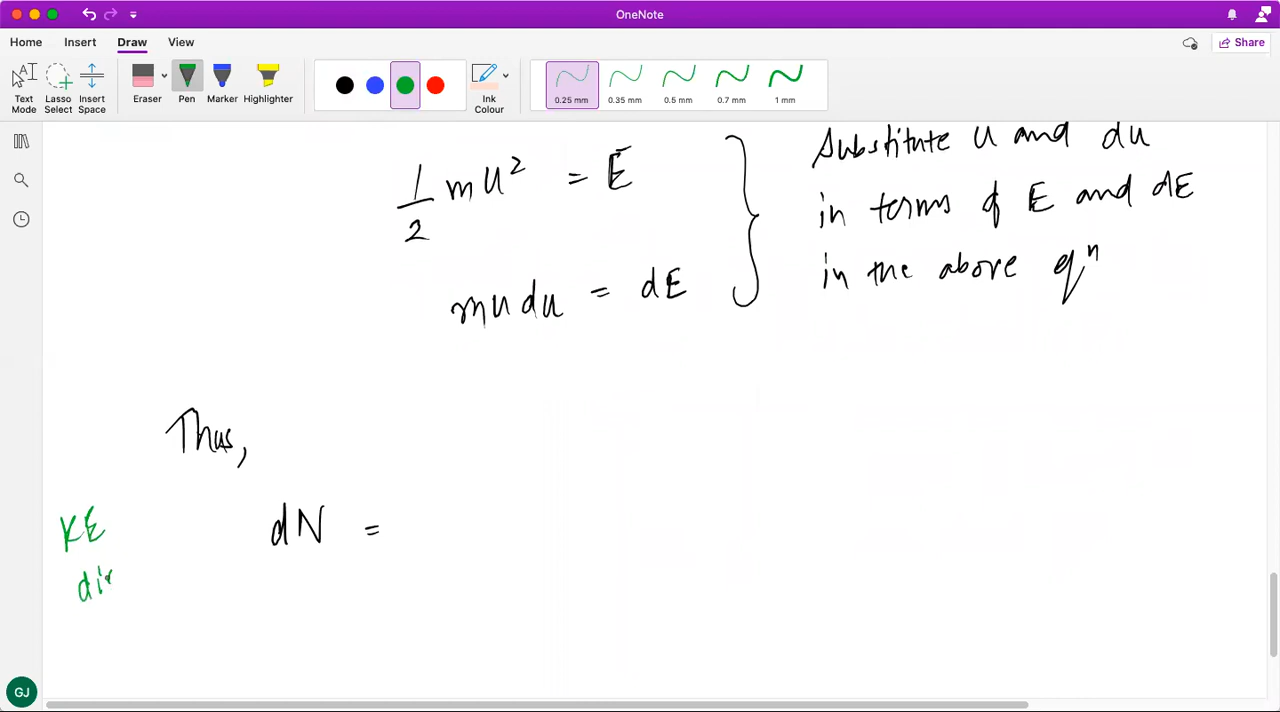 OneNote
Home Insert Draw View Share
Text Mode Lasso Select Insert Space Eraser Pen Marker Highlighter Ink Colour 0.25 mm 0.35 mm 0.5 mm 0.7 mm 1 mm
1/2 mu² = E
mudu = dE
Substitute u and du
in terms of E and dE
in the above eqⁿ
Thus,
KE
dN =
GJ